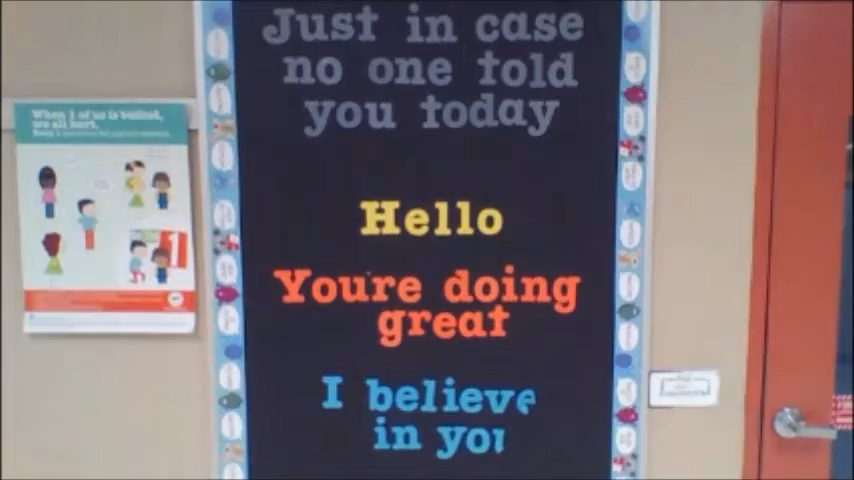 Just in case
no one told
you today
Hello
Youre doing
great
I believe
in you
When 1 of us is bullied,
we all hurt.
1